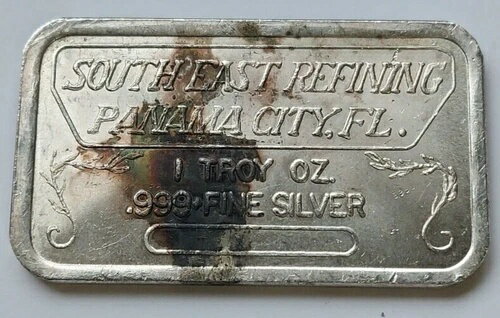 SOUTH EAST REFINING
PANAMA CITY, FL.
1 TROY OZ.
.999+FINE SILVER